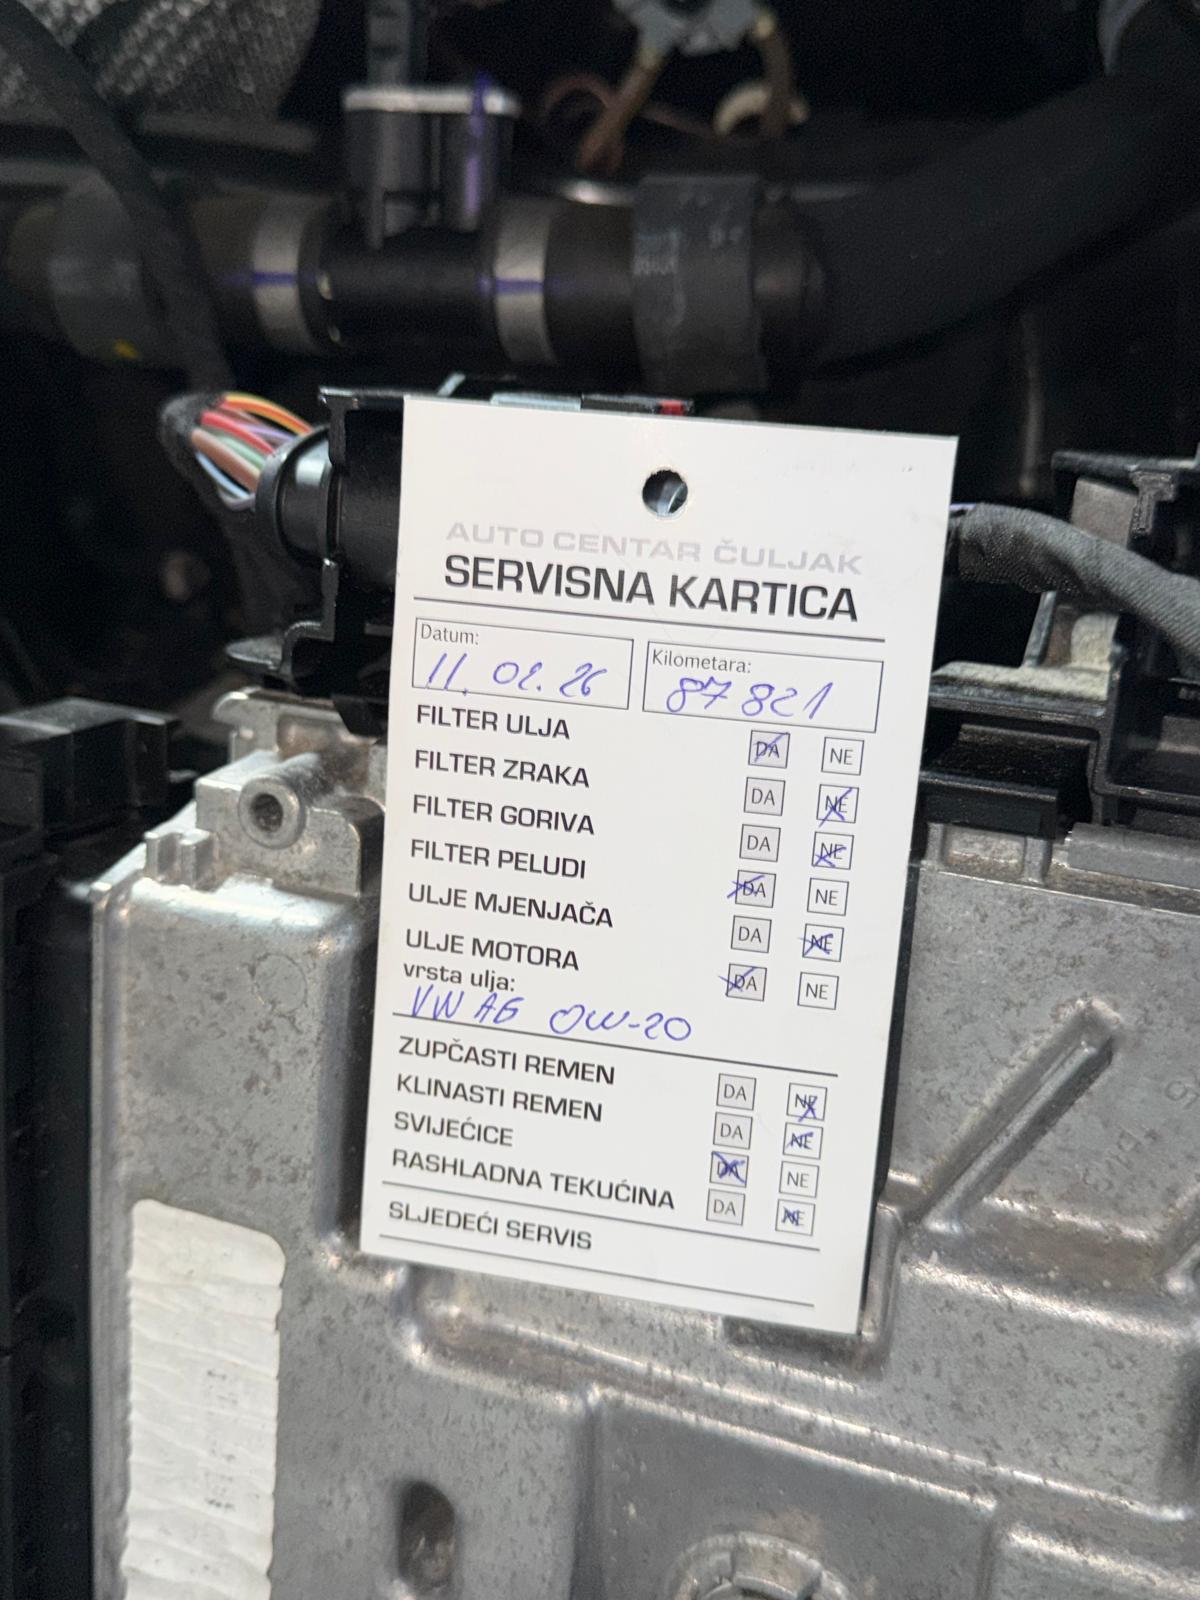 AUTO CENTAR ČULJAK
SERVISNA KARTICA
Datum: Kilometara:
11. 02. 26 87 821
FILTER ULJA DA NE
FILTER ZRAKA DA NE
FILTER GORIVA DA NE
FILTER PELUDI DA NE
ULJE MJENJAČA DA NE
ULJE MOTORA DA NE
vrsta ulja:
VW AG 0W-20
ZUPČASTI REMEN DA NE
KLINASTI REMEN DA NE
SVIJEĆICE DA NE
RASHLADNA TEKUĆINA DA NE
SLJEDEĆI SERVIS